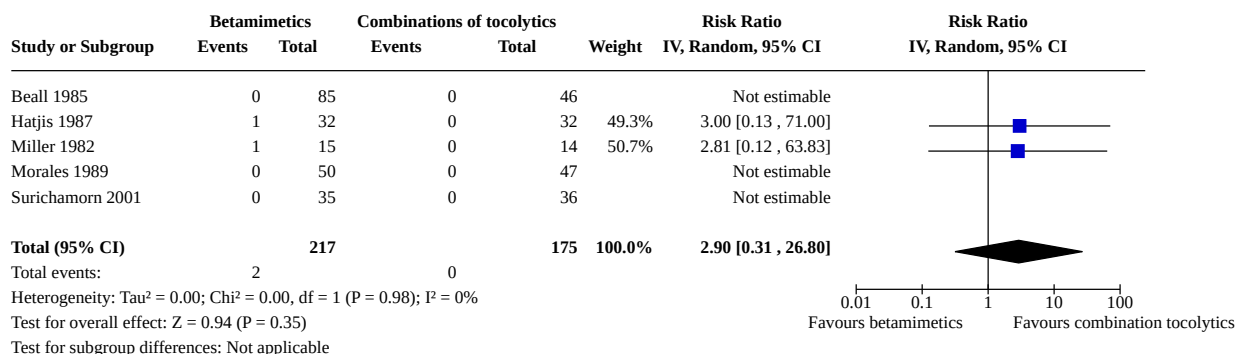 Betamimetics Combinations of tocolytics Risk Ratio Risk Ratio
Study or Subgroup Events Total Events Total Weight IV, Random, 95% CI IV, Random, 95% CI
Beall 1985 0 85 0 46 Not estimable
Hatjis 1987 1 32 0 32 49.3% 3.00 [0.13 , 71.00]
Miller 1982 1 15 0 14 50.7% 2.81 [0.12 , 63.83]
Morales 1989 0 50 0 47 Not estimable
Surichamorn 2001 0 35 0 36 Not estimable
Total (95% CI) 217 175 100.0% 2.90 [0.31 , 26.80]
Total events: 2 0
Heterogeneity: Tau² = 0.00; Chi² = 0.00, df = 1 (P = 0.98); I² = 0%
0.01 0.1 1 10 100
Test for overall effect: Z = 0.94 (P = 0.35) Favours betamimetics Favours combination tocolytics
Test for subgroup differences: Not applicable